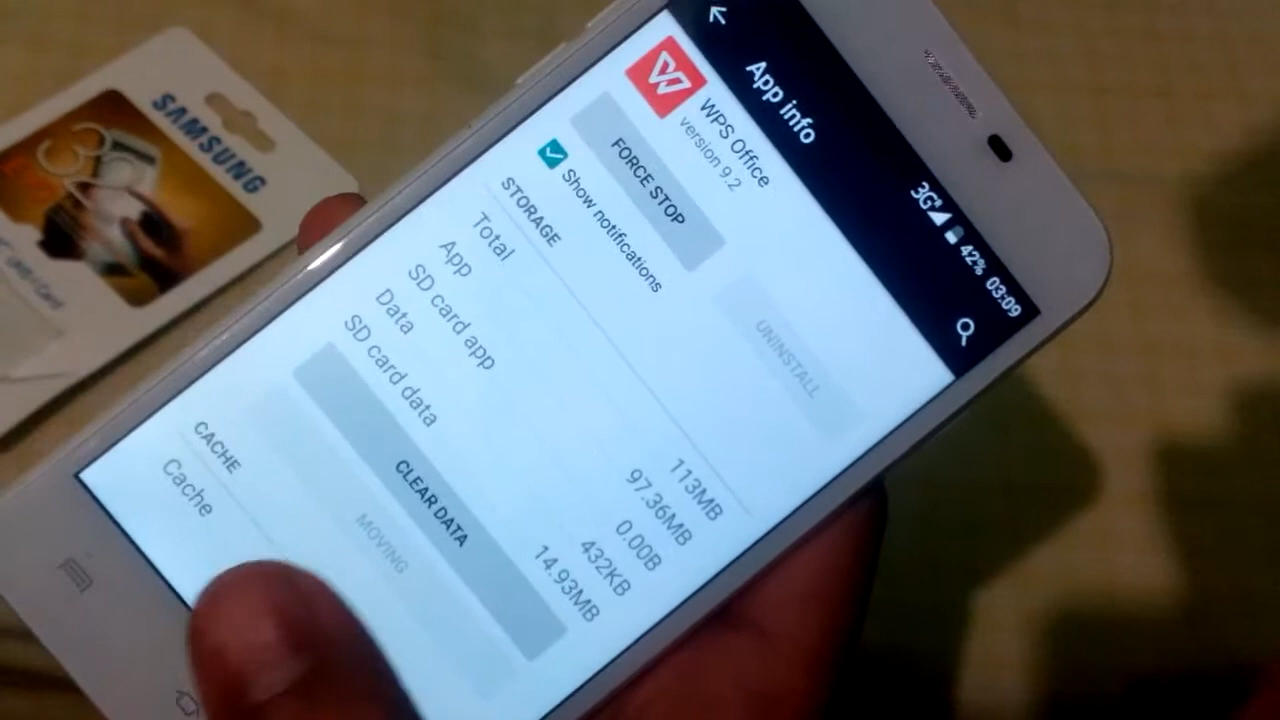 SAMSUNG
3G 42% 03:09
App info
WPS Office
version 9.2
FORCE STOP
UNINSTALL
Show notifications
STORAGE
Total 113MB
App 97.36MB
SD card app 0.00B
Data 432KB
SD card data 14.93MB
CLEAR DATA
MOVING
CACHE
Cache